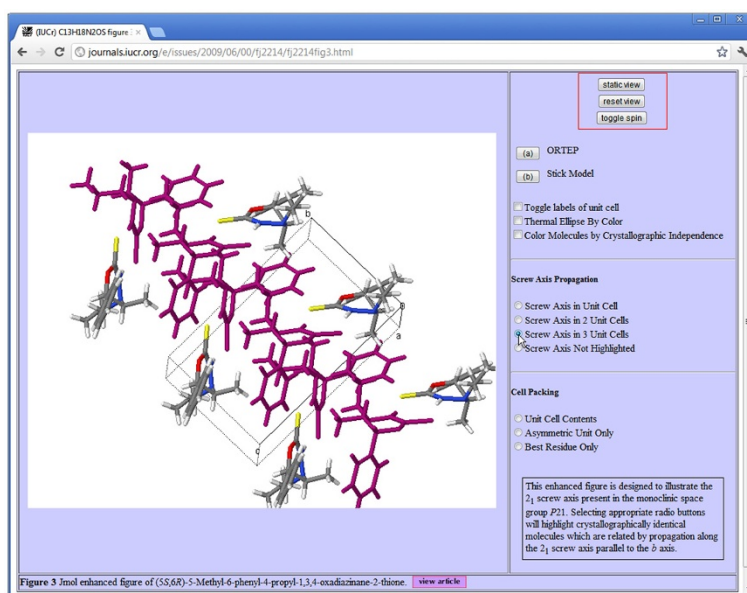 (IUCr) C13H18N2OS figure
journals.iucr.org/e/issues/2009/06/00/fj2214/fj2214fig3.html
static view
reset view
toggle spin
(a) ORTEP
(b) Stick Model
Toggle labels of unit cell
Thermal Ellipse By Color
Color Molecules by Crystallographic Independence
Screw Axis Propagation
Screw Axis in Unit Cell
Screw Axis in 2 Unit Cells
Screw Axis in 3 Unit Cells
Screw Axis Not Highlighted
Cell Packing
Unit Cell Contents
Asymmetric Unit Only
Best Residue Only
This enhanced figure is designed to illustrate the
2₁ screw axis present in the monoclinic space
group P21. Selecting appropriate radio buttons
will highlight crystallographically identical
molecules which are related by propagation along
the 2₁ screw axis parallel to the b axis.
b
a
c
Figure 3 Jmol enhanced figure of (5S,6R)-5-Methyl-6-phenyl-4-propyl-1,3,4-oxadiazinane-2-thione. view article